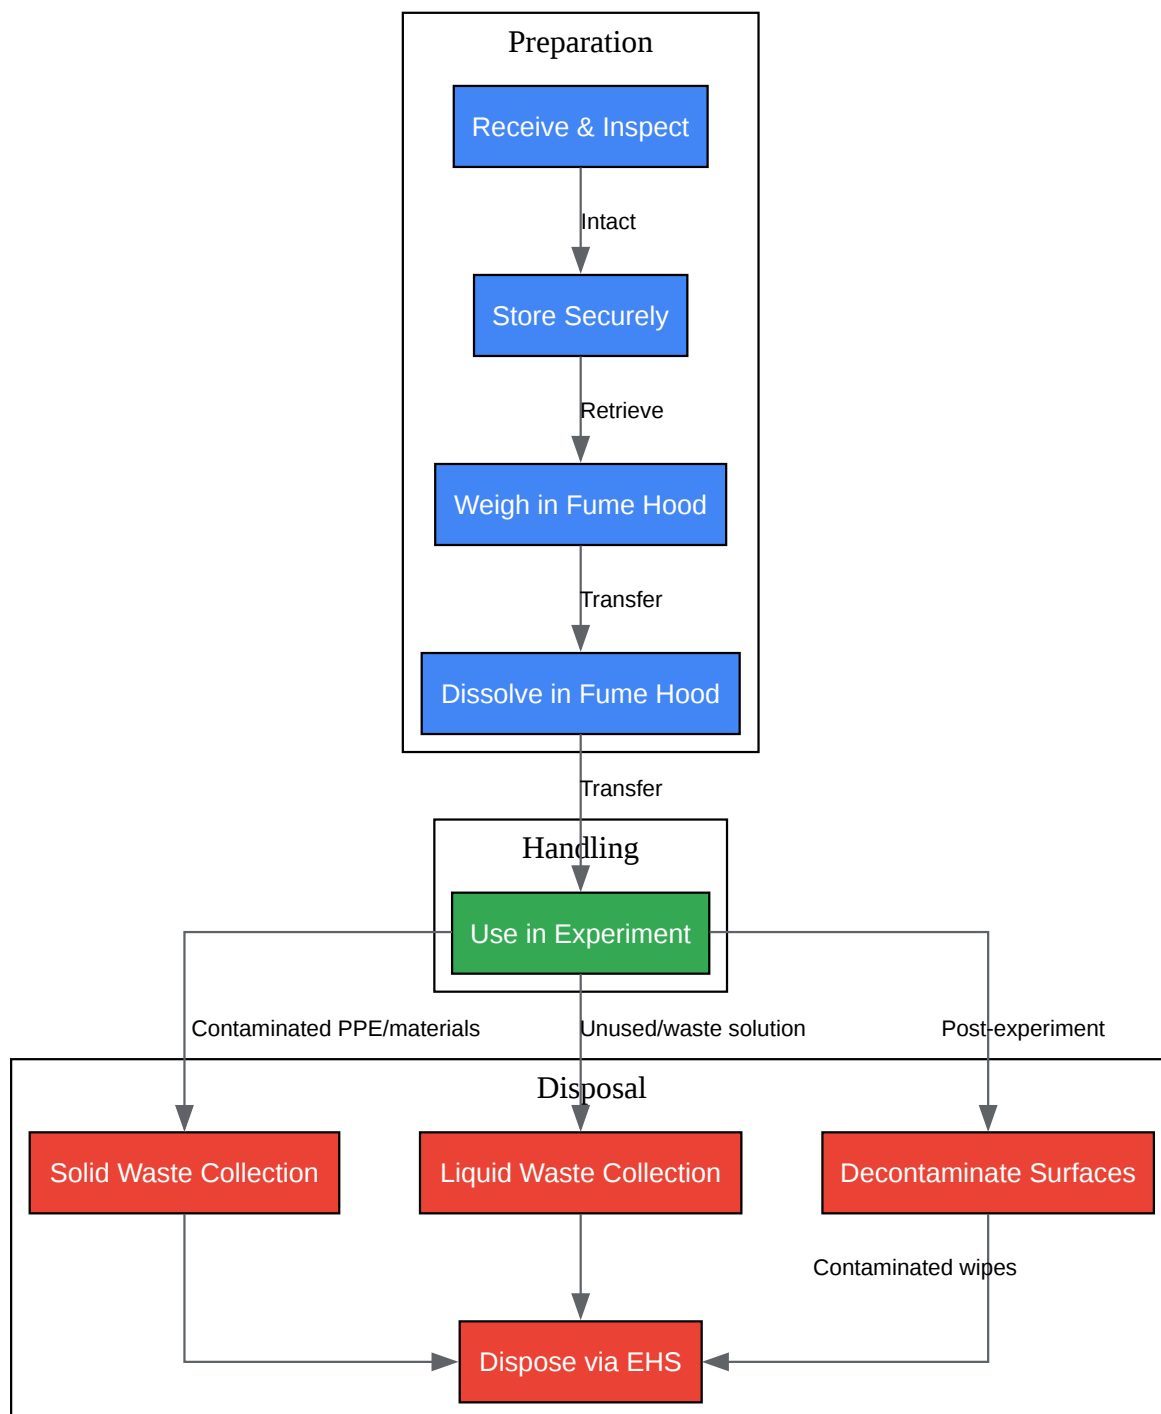 Preparation
Receive & Inspect
Intact
Store Securely
Retrieve
Weigh in Fume Hood
Transfer
Dissolve in Fume Hood
Transfer
Handling
Use in Experiment
Contaminated PPE/materials
Unused/waste solution
Post-experiment
Disposal
Solid Waste Collection
Liquid Waste Collection
Decontaminate Surfaces
Contaminated wipes
Dispose via EHS